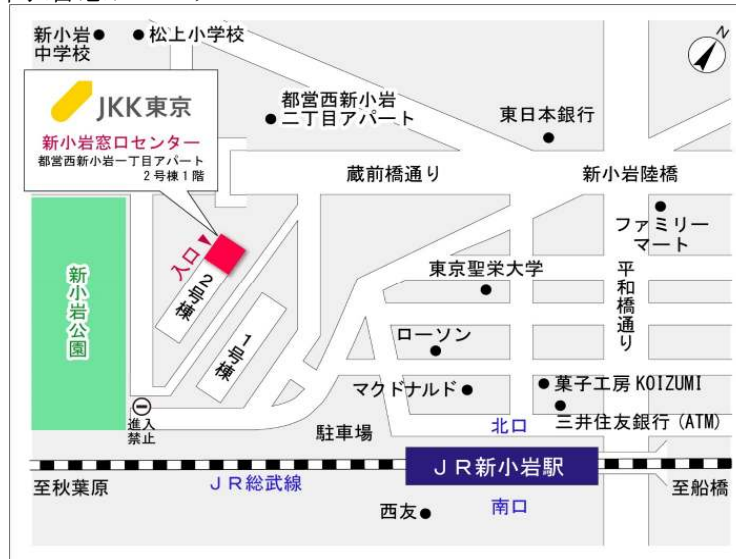 新小岩
中学校
松上小学校
N
JKK東京
新小岩窓口センター
都営西新小岩一丁目アパート
2号棟1階
都営西新小岩
二丁目アパート
東日本銀行
蔵前橋通り
新小岩陸橋
ファミリー
マート
平和橋通り
東京聖栄大学
入口
2号棟
1号棟
新小岩公園
ローソン
マクドナルド
菓子工房 KOIZUMI
三井住友銀行 (ATM)
進入
禁止
駐車場
北口
JR新小岩駅
至秋葉原
JR総武線
至船橋
西友
南口